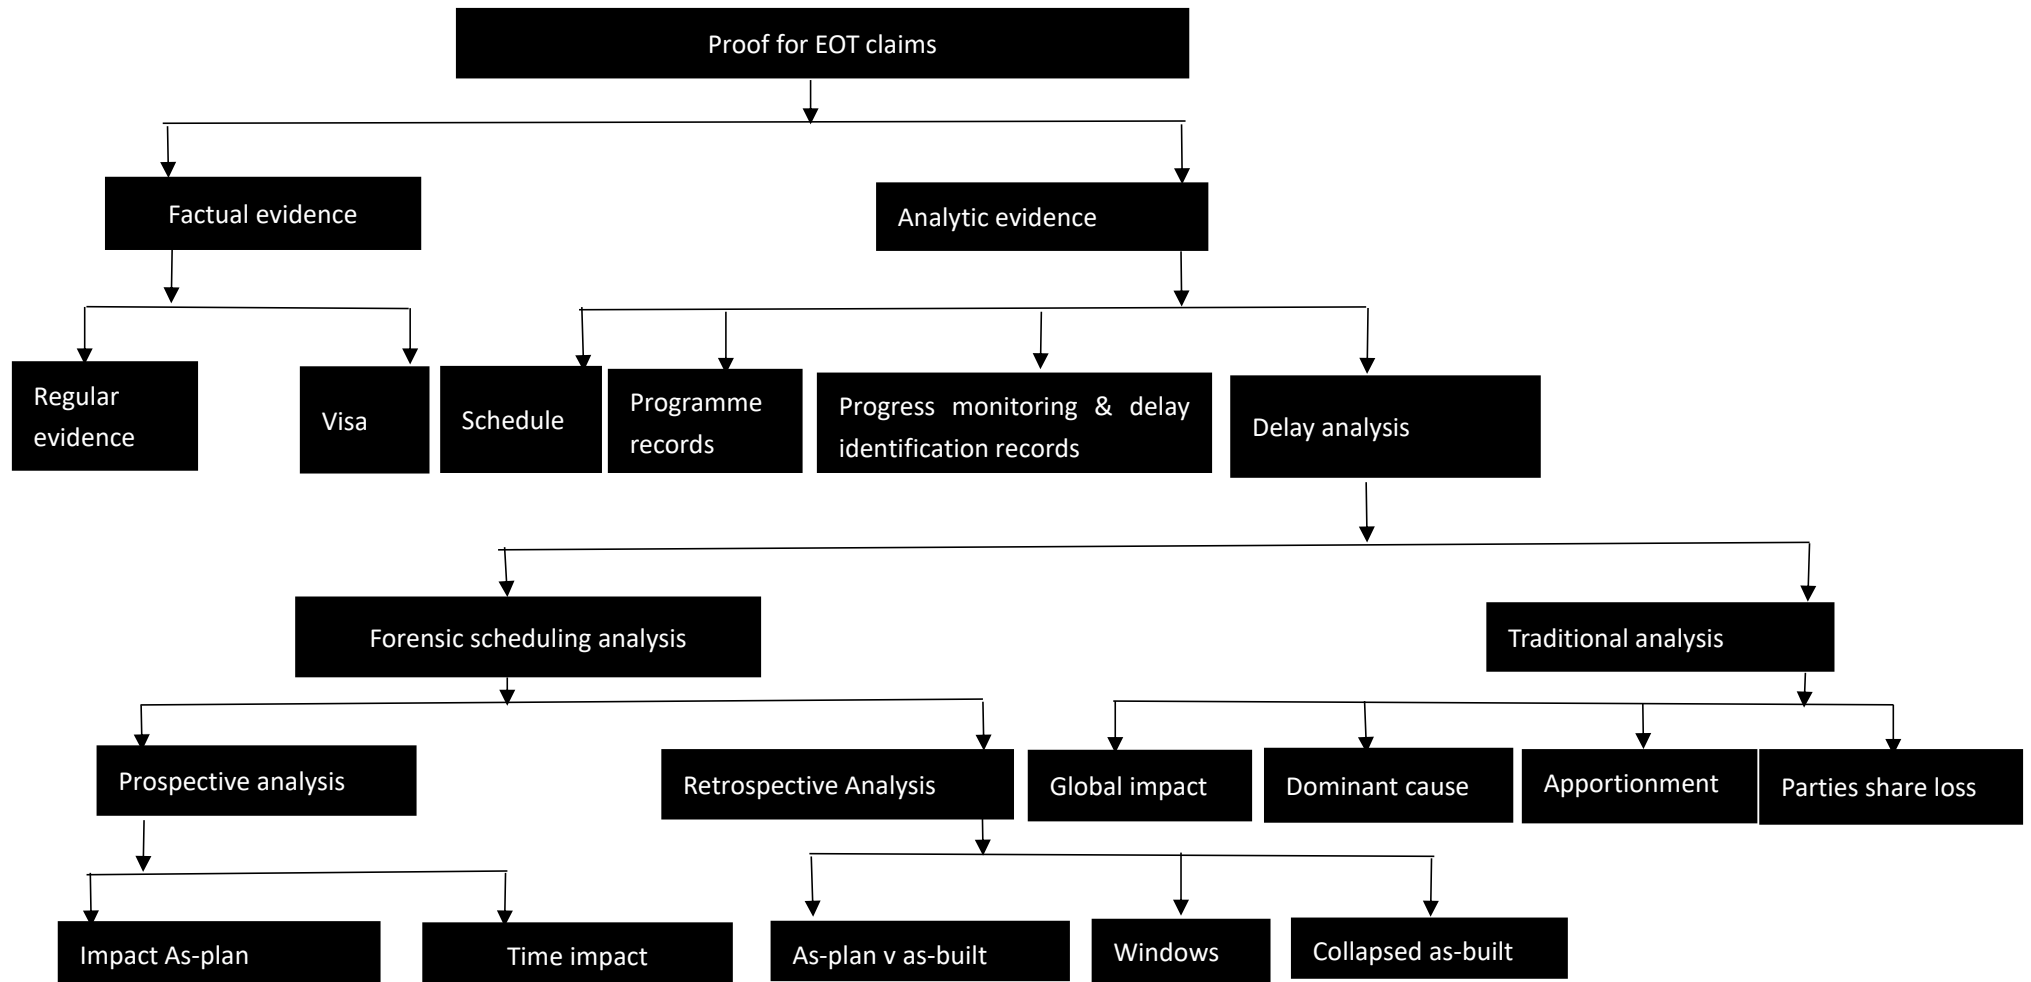 Proof for EOT claims
Factual evidence
Analytic evidence
Regular
evidence
Visa
Schedule
Programme
records
Progress monitoring & delay
identification records
Delay analysis
Forensic scheduling analysis
Traditional analysis
Prospective analysis
Retrospective Analysis
Global impact
Dominant cause
Apportionment
Parties share loss
Impact As-plan
Time impact
As-plan v as-built
Windows
Collapsed as-built